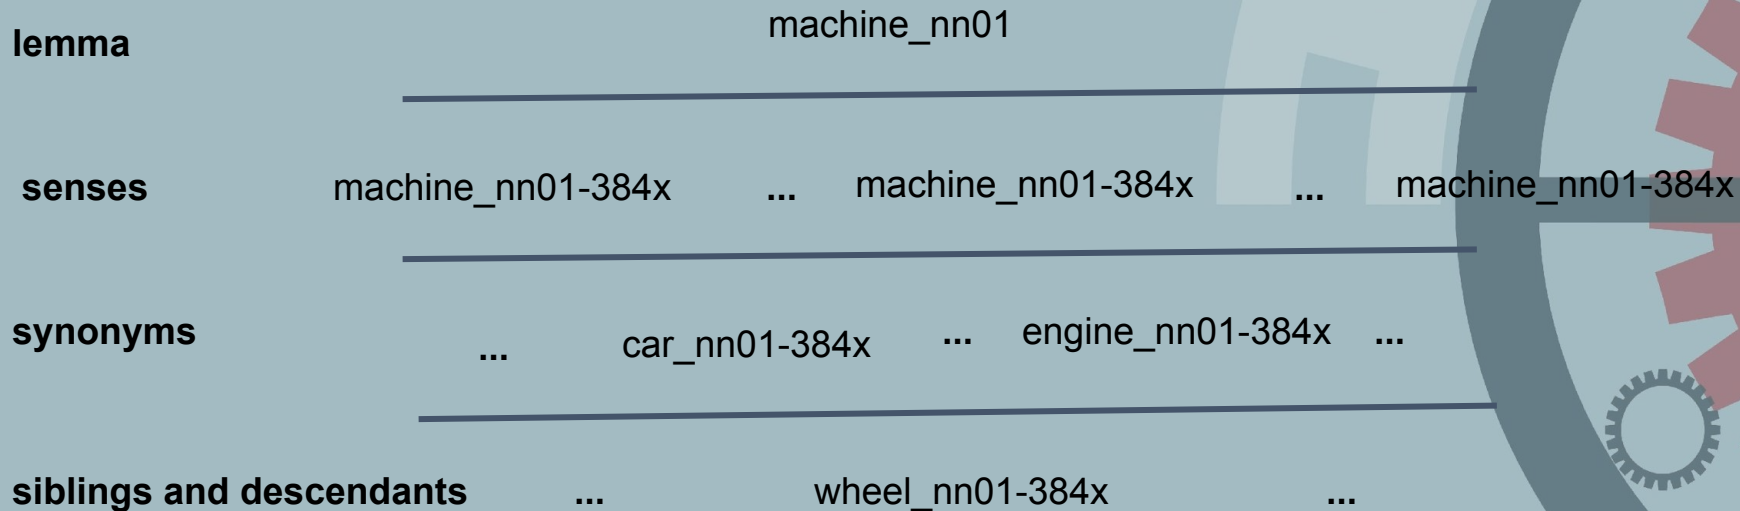 lemma machine_nn01
senses machine_nn01-384x ... machine_nn01-384x ... machine_nn01-384x
synonyms ... car_nn01-384x ... engine_nn01-384x ...
siblings and descendants ... wheel_nn01-384x ...